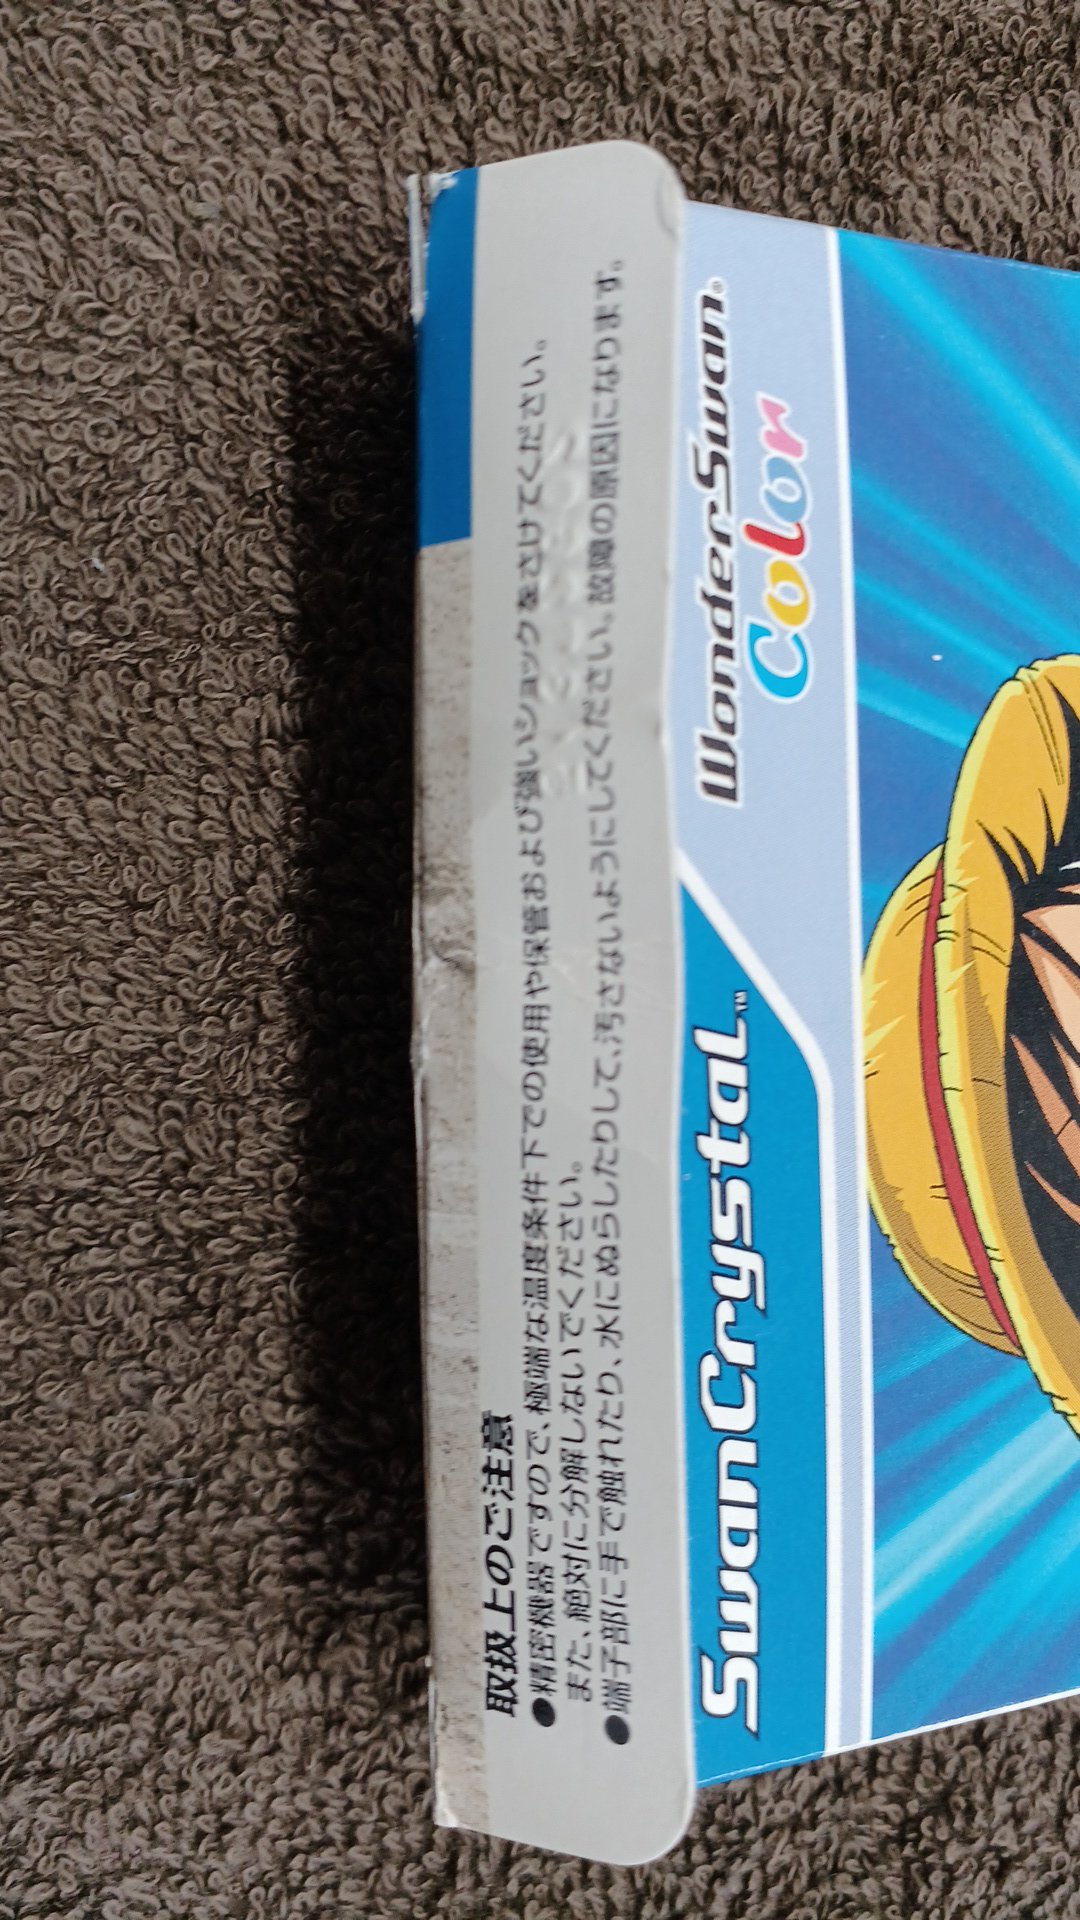 取扱上のご注意
●精密機器ですので、極端な温度条件下での使用や保管および強いショックをさけてください。
また、絶対に分解しないでください。
●端子部に手で触れたり、水にぬらしたりして、汚さないようにしてください。故障の原因になります。
SwanCrystal™
WonderSwan®
Color